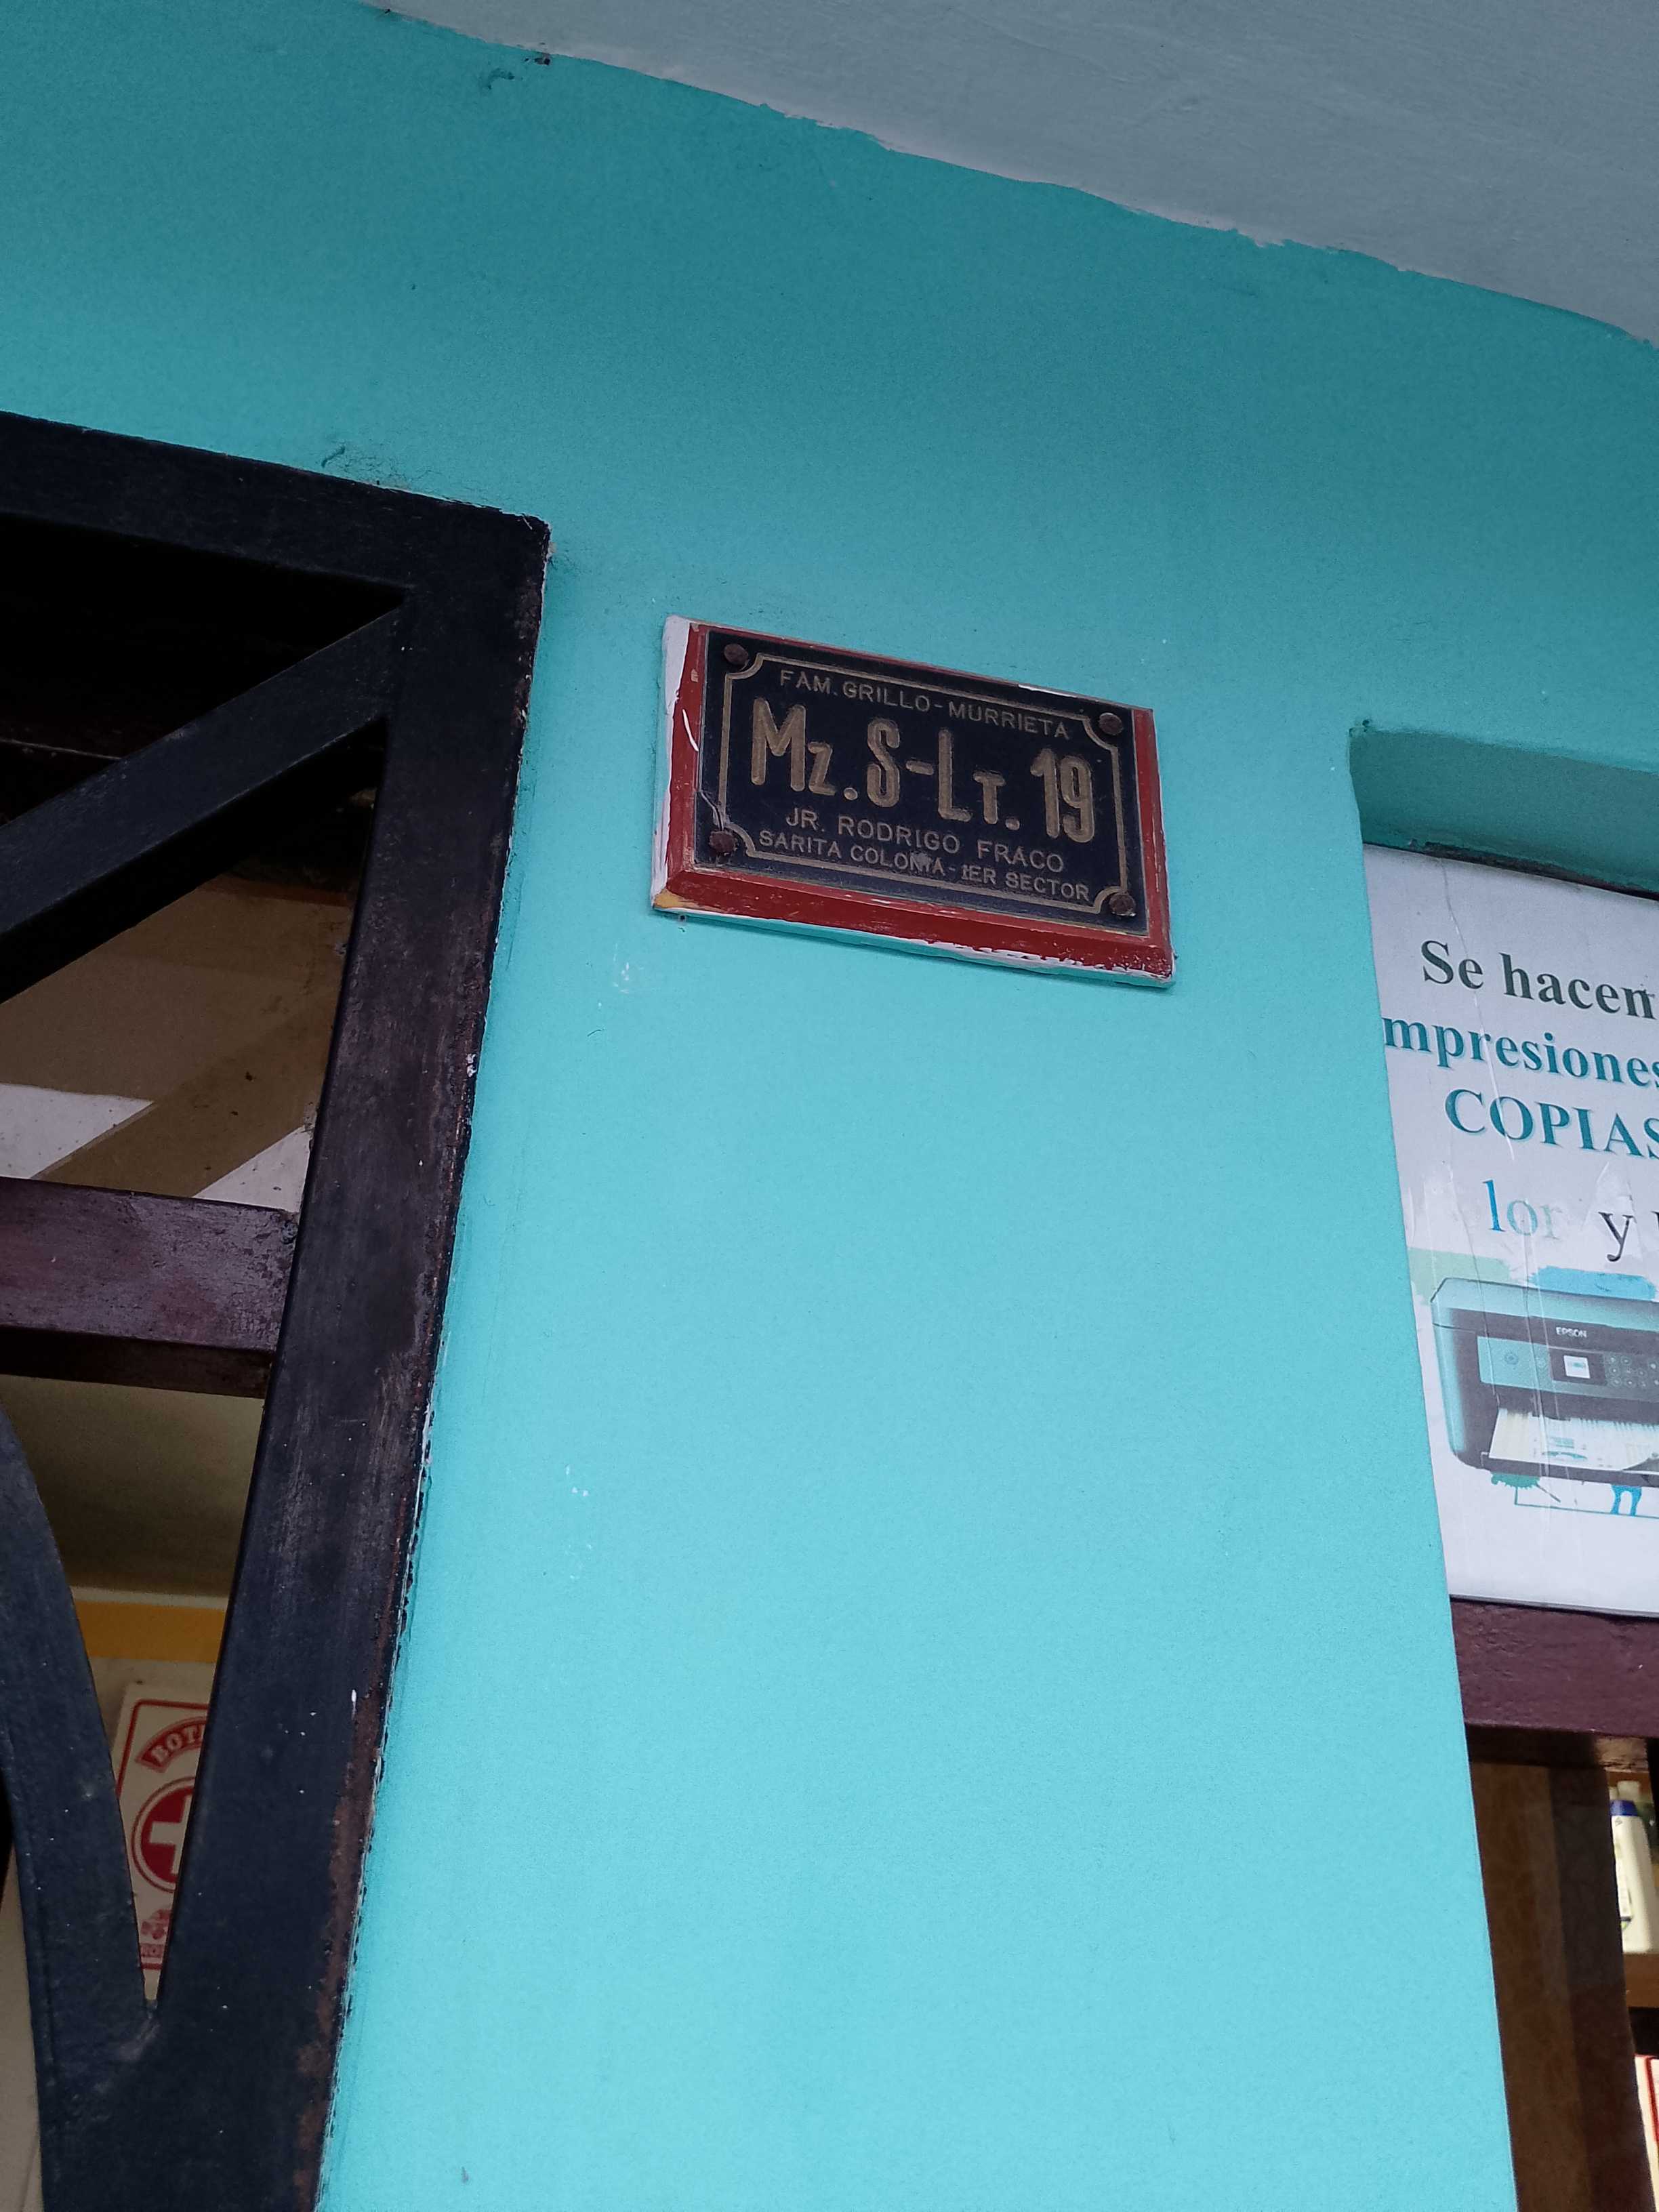 FAM. GRILLO - MURRIETA
Mz. S - LT. 19
JR. RODRIGO FRACO
SARITA COLONIA - 1ER SECTOR
Se hacen
mpresiones
COPIAS
lor y
EPSON
BOTI